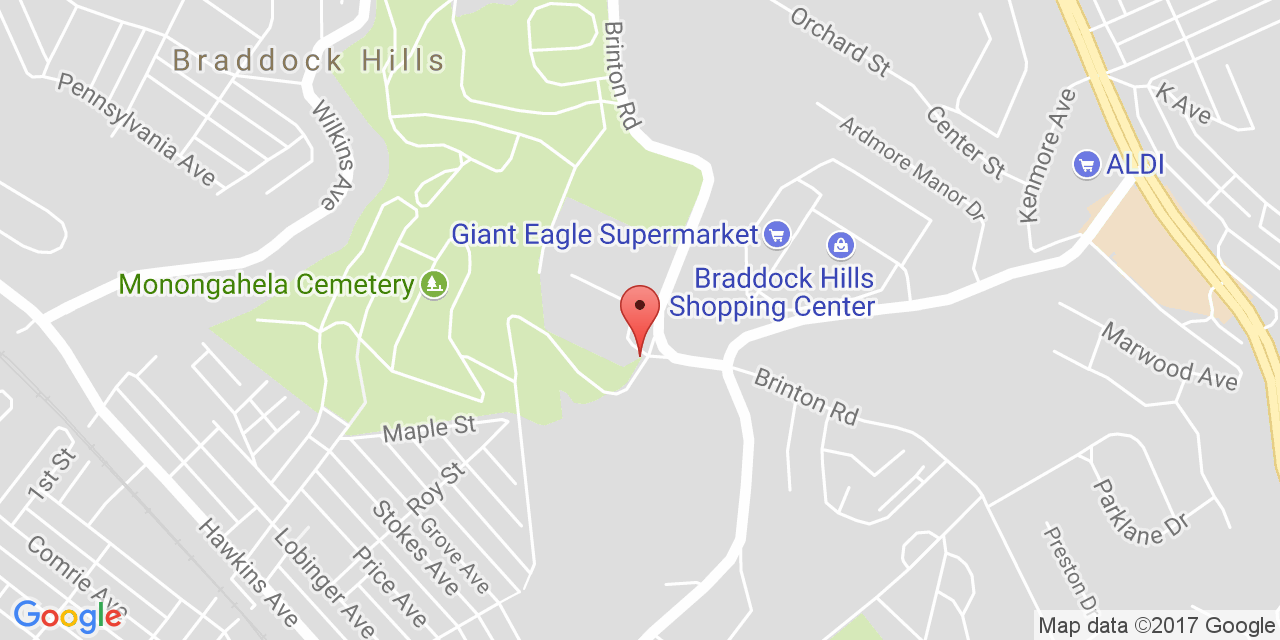 Braddock Hills
Pennsylvania Ave
Wilkins Ave
Brinton Rd
Orchard St
Center St
Ardmore Manor Dr
Kenmore Ave
K Ave
ALDI
Giant Eagle Supermarket
Braddock Hills
Shopping Center
Monongahela Cemetery
Marwood Ave
Brinton Rd
Maple St
Roy St
1st St
Stokes Ave
Grove Ave
Parklane Dr
Hawkins Ave
Lobinger Ave
Price Ave
Comrie Ave
Preston Dr
Google
Map data ©2017 Google